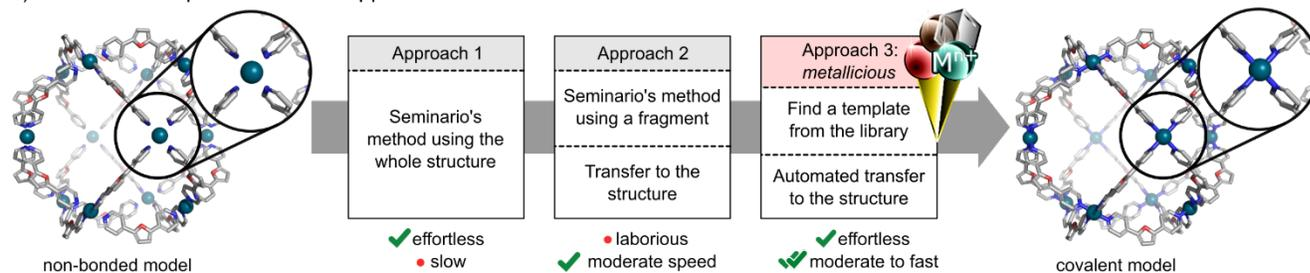 Approach 1
Seminario's
method using the
whole structure
effortless
slow
Approach 2
Seminario's method
using a fragment
Transfer to the
structure
laborious
moderate speed
Approach 3:
metallicious
Mn+
Find a template
from the library
Automated transfer
to the structure
effortless
moderate to fast
non-bonded model
covalent model